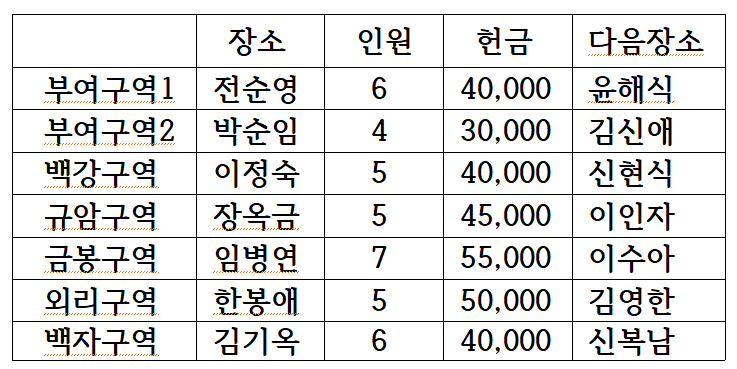 장소 인원 헌금 다음장소
부여구역1 전순영 6 40,000 윤해식
부여구역2 박순임 4 30,000 김신애
백강구역 이정숙 5 40,000 신현식
규암구역 장옥금 5 45,000 이인자
금봉구역 임병연 7 55,000 이수아
외리구역 한봉애 5 50,000 김영한
백자구역 김기옥 6 40,000 신복남